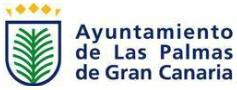 Ayuntamiento
de Las Palmas
de Gran Canaria